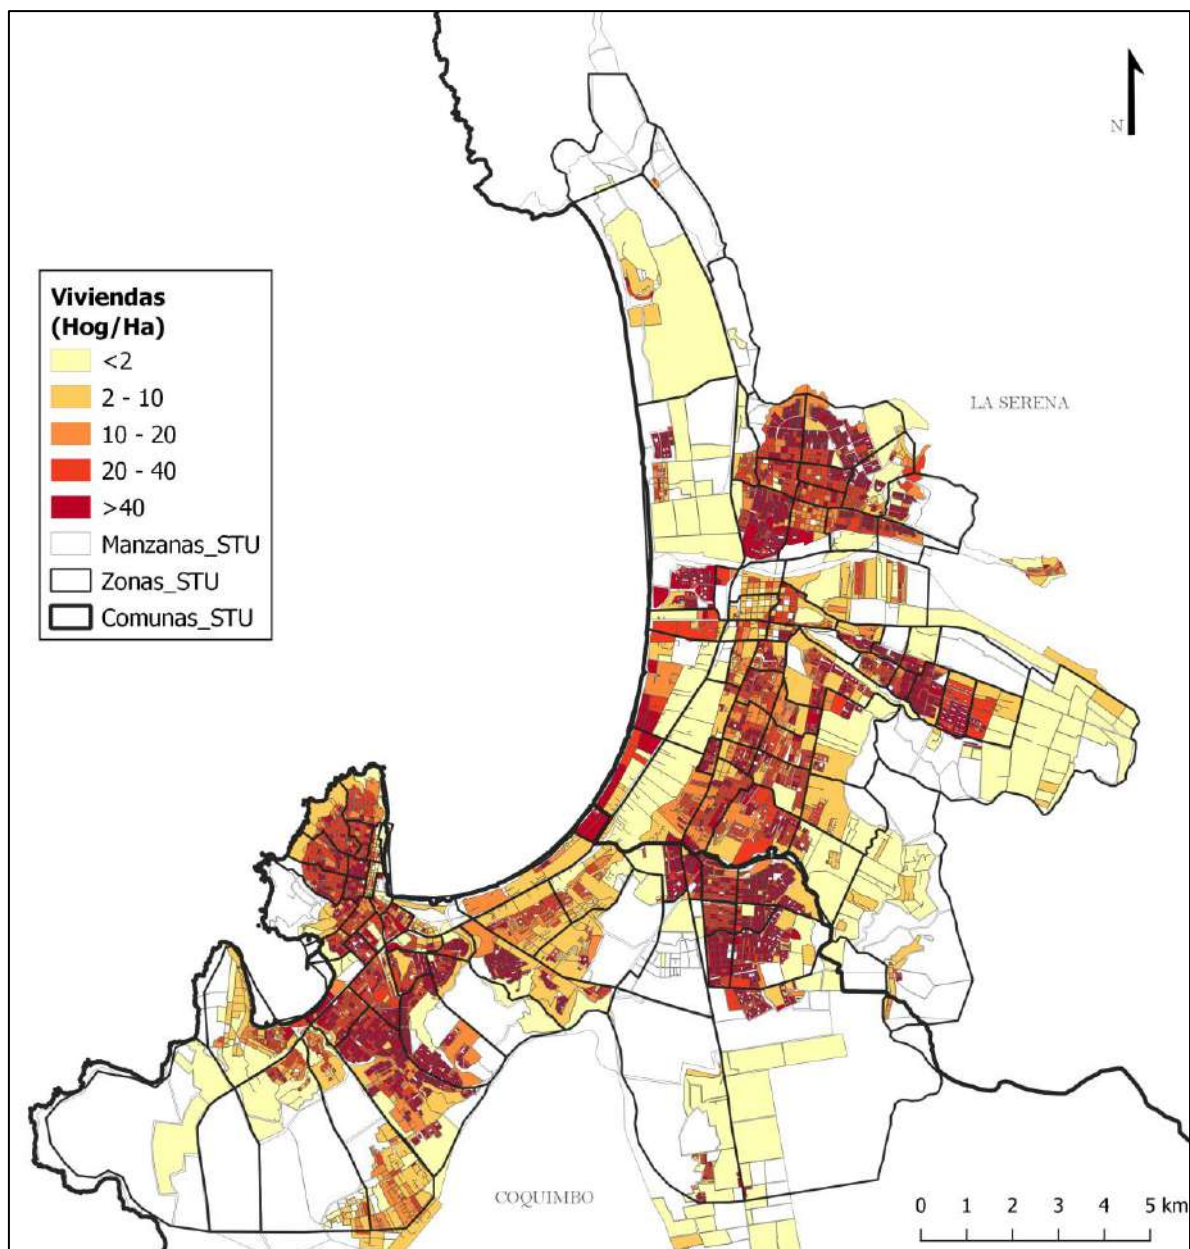 N
LA SERENA
Viviendas
(Hog/Ha)
<2
2 - 10
10 - 20
20 - 40
>40
Manzanas_STU
Zonas_STU
Comunas_STU
COQUIMBO
0 1 2 3 4 5 km